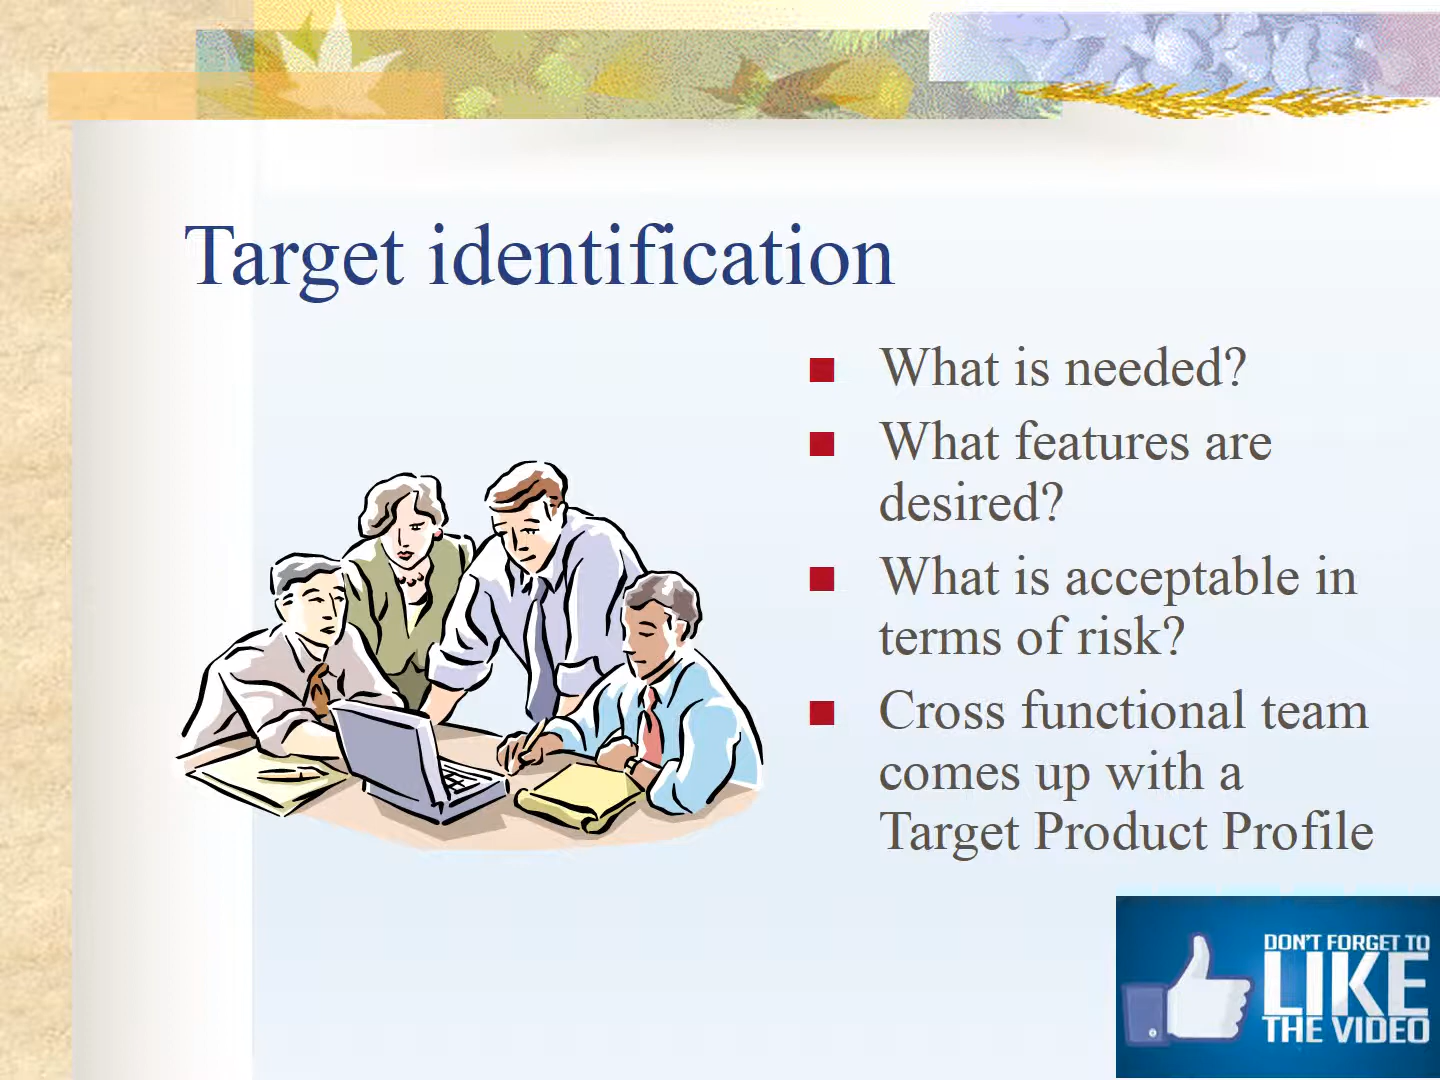 Target identification
What is needed?
What features are
desired?
What is acceptable in
terms of risk?
Cross functional team
comes up with a
Target Product Profile
DON'T FORGET TO
LIKE
THE VIDEO